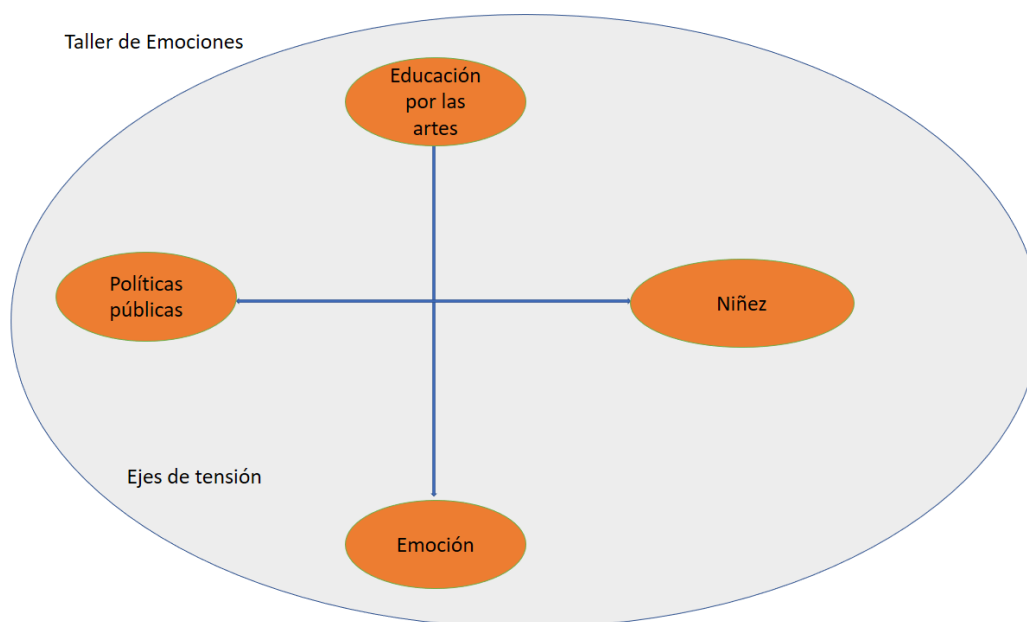 Taller de Emociones
Educación
por las
artes
Políticas
públicas
Niñez
Ejes de tensión
Emoción